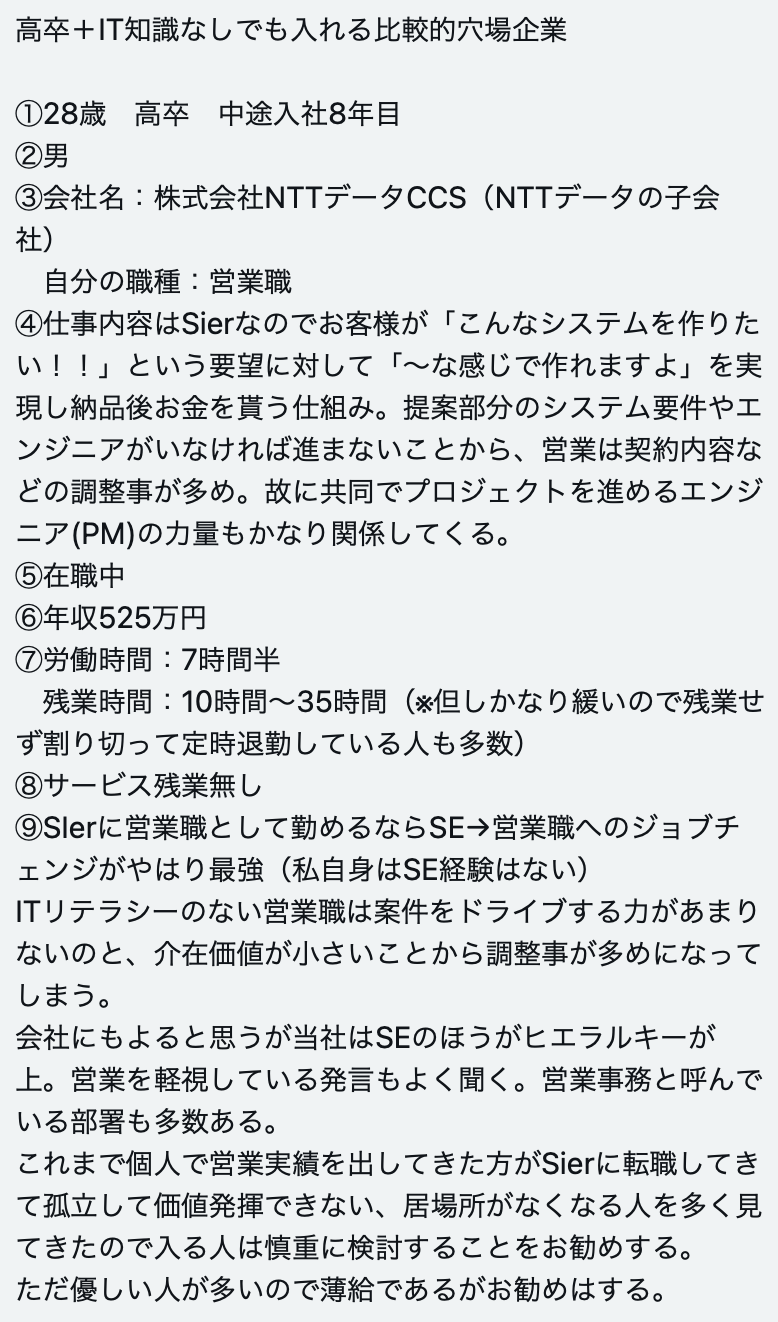 高卒＋IT知識なしでも入れる比較的穴場企業
①28歳　高卒　中途入社8年目
②男
③会社名：株式会社NTTデータCCS（NTTデータの子会
社）
　自分の職種：営業職
④仕事内容はSierなのでお客様が「こんなシステムを作りた
い！！」という要望に対して「〜な感じで作れますよ」を実
現し納品後お金を貰う仕組み。提案部分のシステム要件やエ
ンジニアがいなければ進まないことから、営業は契約内容な
どの調整事が多め。故に共同でプロジェクトを進めるエンジ
ニア(PM)の力量もかなり関係してくる。
⑤在職中
⑥年収525万円
⑦労働時間：7時間半
　残業時間：10時間〜35時間（※但しかなり緩いので残業せ
ず割り切って定時退勤している人も多数）
⑧サービス残業無し
⑨SIerに営業職として勤めるならSE→営業職へのジョブチ
ェンジがやはり最強（私自身はSE経験はない）
ITリテラシーのない営業職は案件をドライブする力があまり
ないのと、介在価値が小さいことから調整事が多めになって
しまう。
会社にもよると思うが当社はSEのほうがヒエラルキーが
上。営業を軽視している発言もよく聞く。営業事務と呼んで
いる部署も多数ある。
これまで個人で営業実績を出してきた方がSierに転職してき
て孤立して価値発揮できない、居場所がなくなる人を多く見
てきたので入る人は慎重に検討することをお勧めする。
ただ優しい人が多いので薄給であるがお勧めはする。